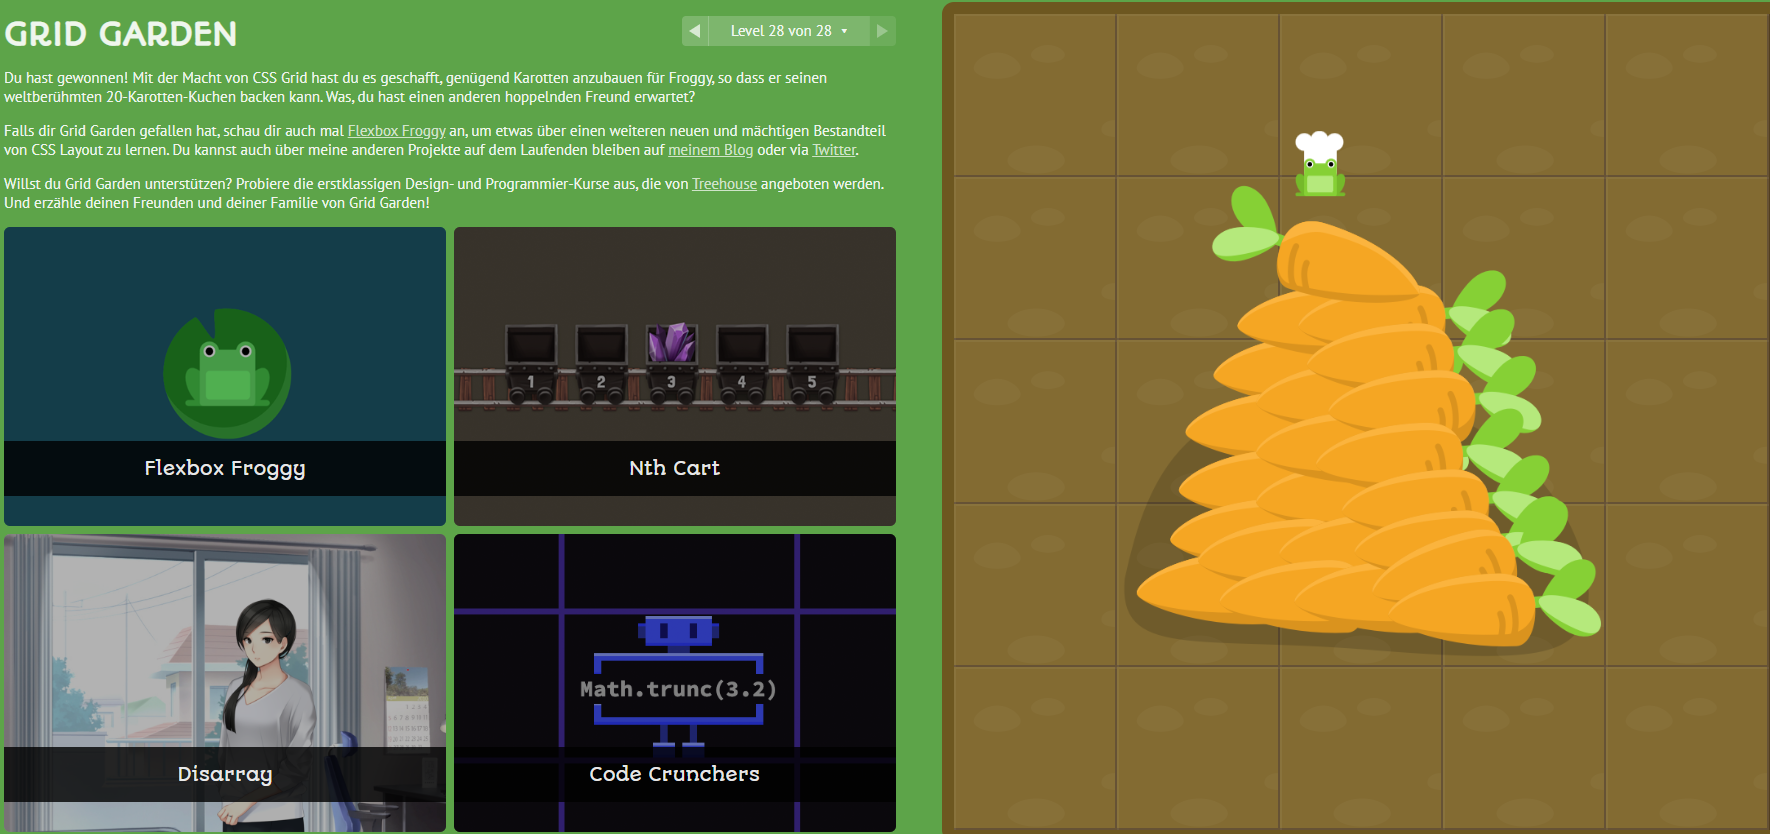 GRID GARDEN
Level 28 von 28
Du hast gewonnen! Mit der Macht von CSS Grid hast du es geschafft, genügend Karotten anzubauen für Froggy, so dass er seinen
weltberühmten 20-Karotten-Kuchen backen kann. Was, du hast einen anderen hoppelnden Freund erwartet?
Falls dir Grid Garden gefallen hat, schau dir auch mal Flexbox Froggy an, um etwas über einen weiteren neuen und mächtigen Bestandteil
von CSS Layout zu lernen. Du kannst auch über meine anderen Projekte auf dem Laufenden bleiben auf meinem Blog oder via Twitter.
Willst du Grid Garden unterstützen? Probiere die erstklassigen Design- und Programmier-Kurse aus, die von Treehouse angeboten werden.
Und erzähle deinen Freunden und deiner Familie von Grid Garden!
1 2 3 4 5
Flexbox Froggy
Nth Cart
Math.trunc(3.2)
Disarray
Code Crunchers